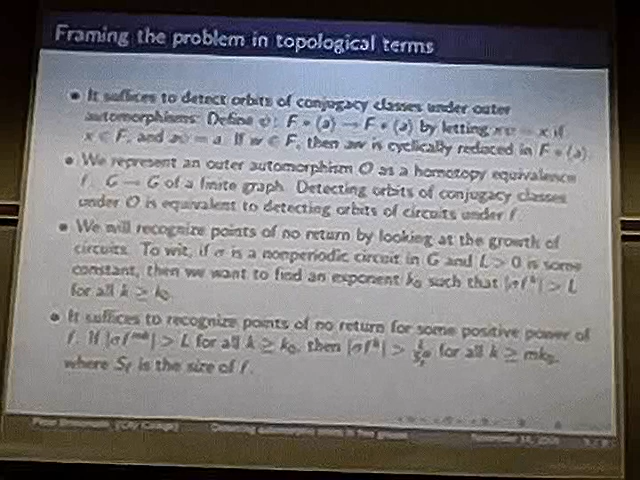 Framing the problem in topological terms
• It suffices to detect orbits of conjugacy classes under outer
automorphisms. Define ψ: F * ⟨a⟩ → F * ⟨a⟩ by letting xψ = x if
x ∈ F, and aψ = a. If w ∈ F, then aw is cyclically reduced in F * ⟨a⟩.
• We represent an outer automorphism O as a homotopy equivalence
f: G → G of a finite graph. Detecting orbits of conjugacy classes
under O is equivalent to detecting orbits of circuits under f.
• We will recognize points of no return by looking at the growth of
circuits. To wit, if σ is a nonperiodic circuit in G and L > 0 is some
constant, then we want to find an exponent k₀ such that |σfᵏ| > L
for all k ≥ k₀.
• It suffices to recognize points of no return for some positive power of
f. If |σfᵐᵏ| > L for all k ≥ k₀, then |σfᵏ| > for all k ≥ mk₀,
where S_f is the size of f.
Peter (City College) November